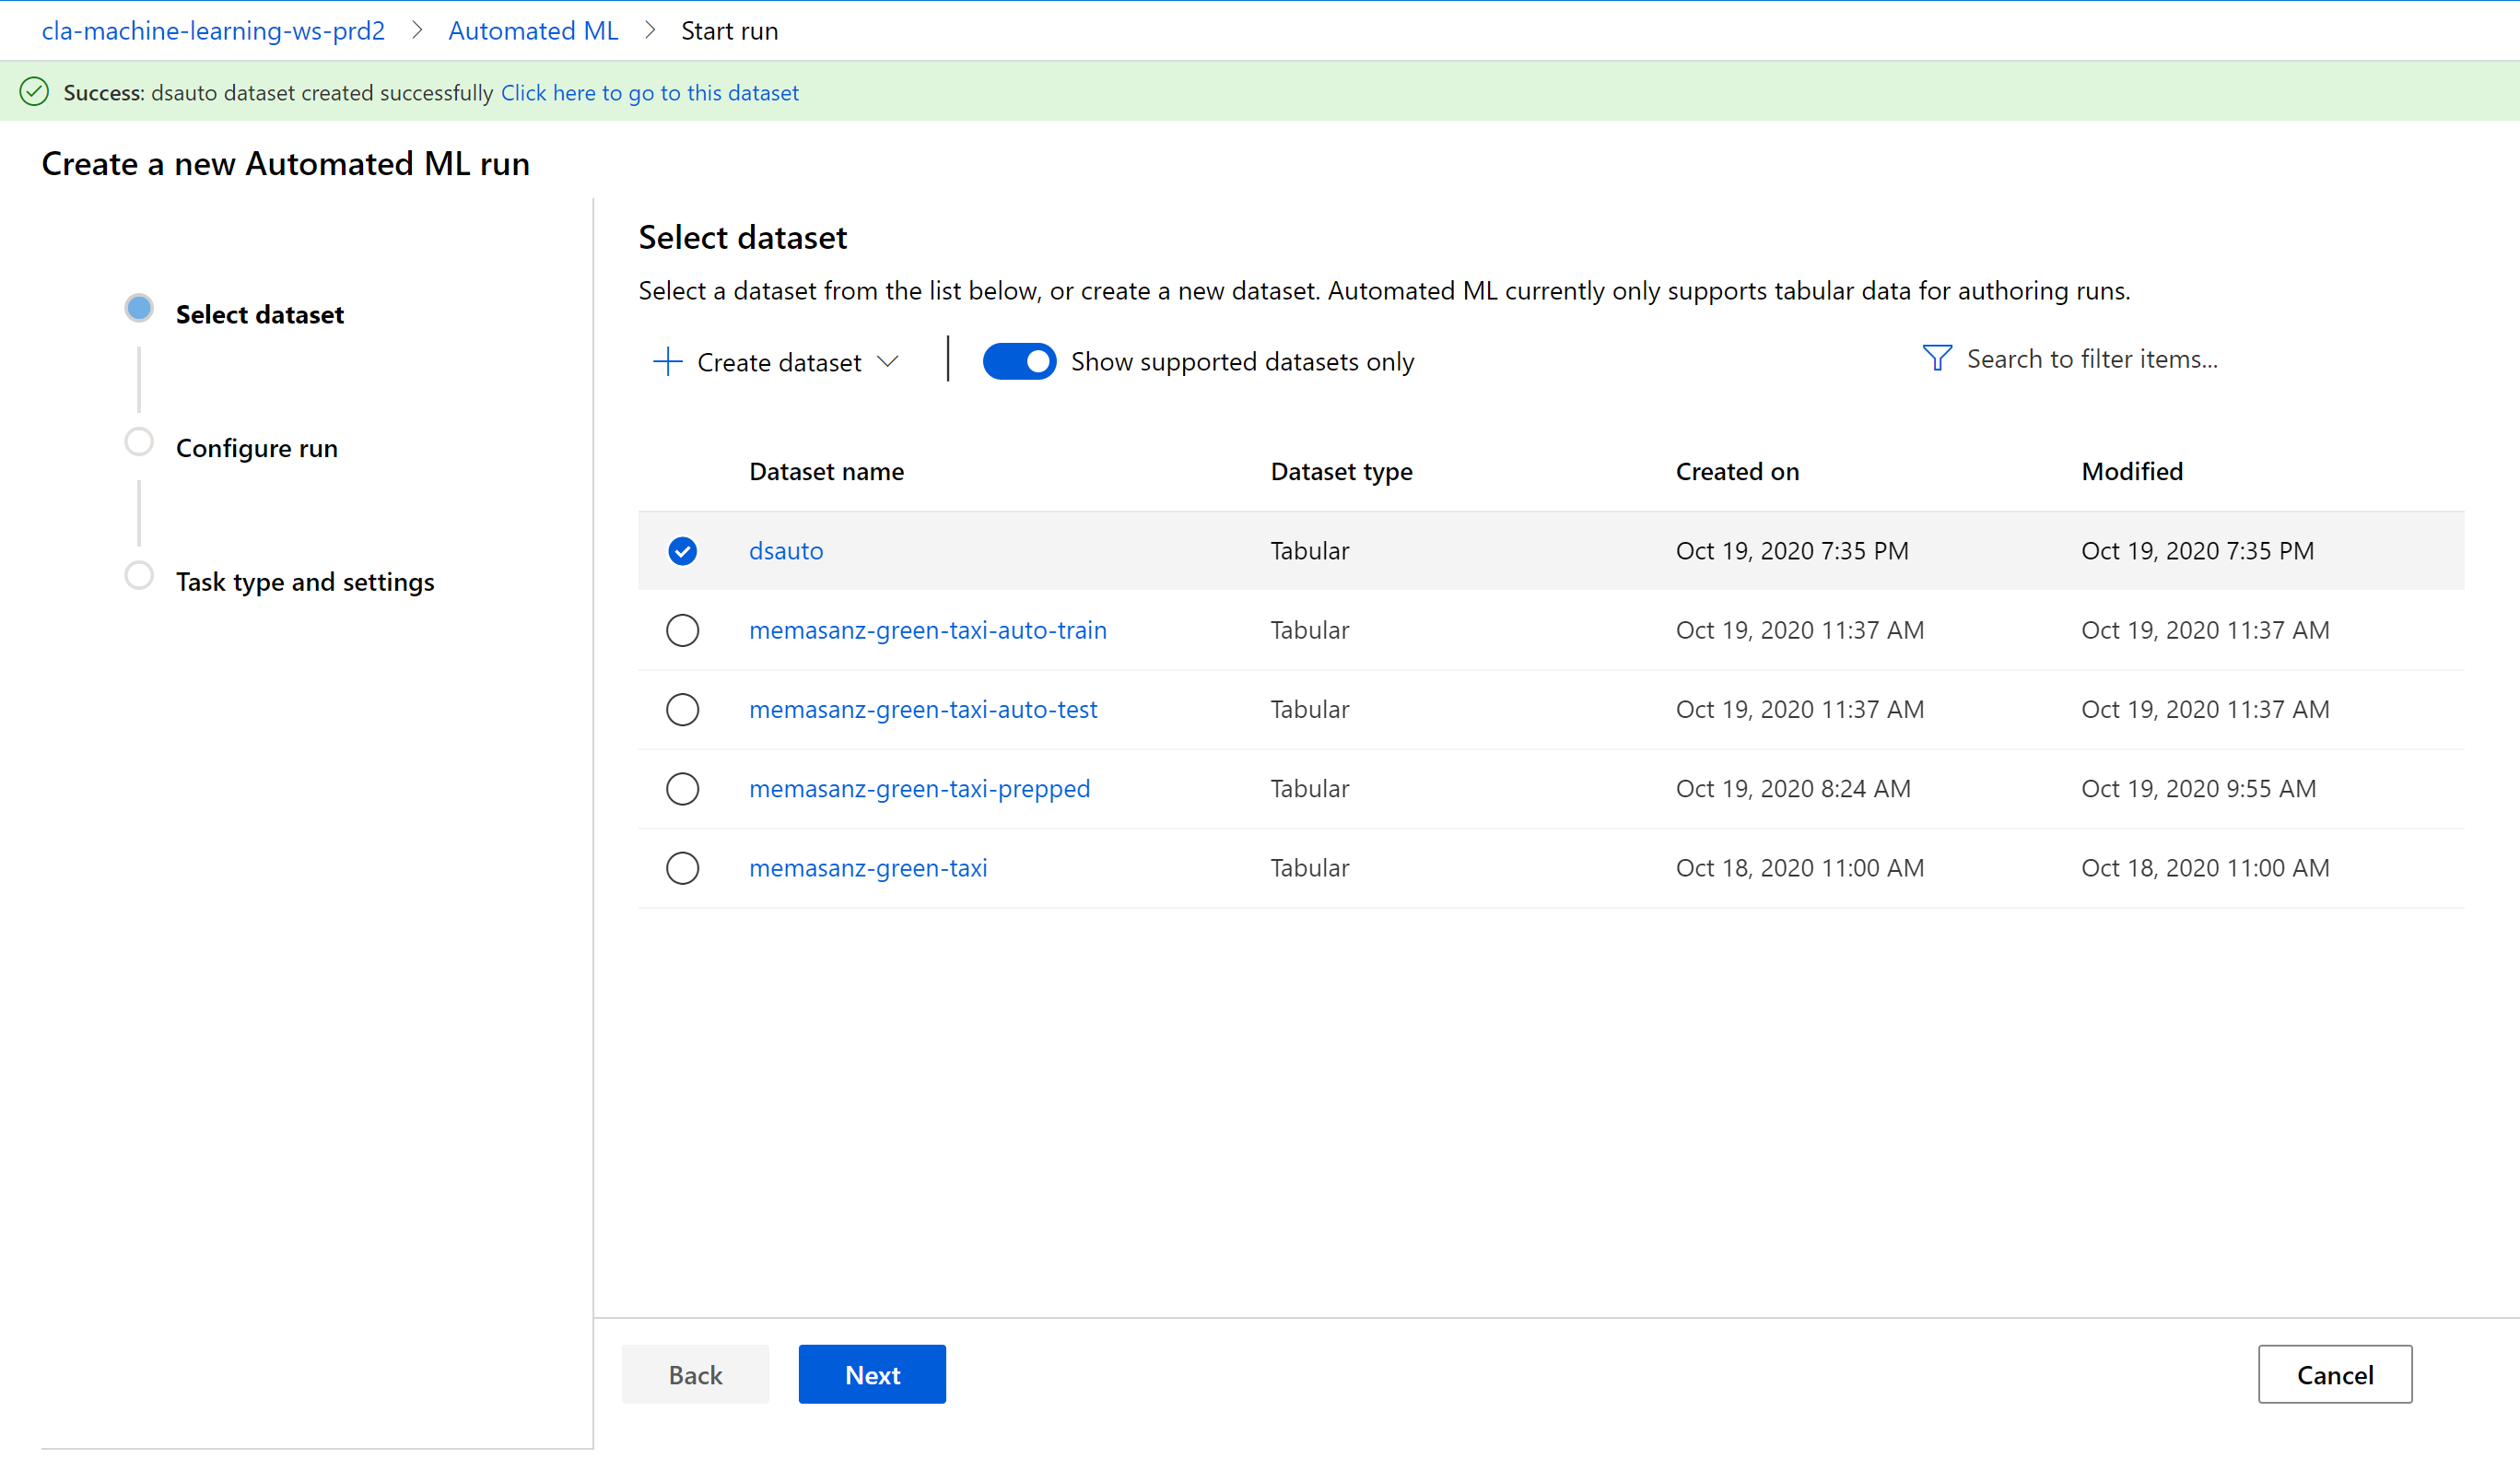 cla-machine-learning-ws-prd2 > Automated ML > Start run
Success: dsauto dataset created successfully Click here to go to this dataset
Create a new Automated ML run
Select dataset
Configure run
Task type and settings
Select dataset
Select a dataset from the list below, or create a new dataset. Automated ML currently only supports tabular data for authoring runs.
Create dataset Show supported datasets only Search to filter items...
Dataset name Dataset type Created on Modified
dsauto Tabular Oct 19, 2020 7:35 PM Oct 19, 2020 7:35 PM
memasanz-green-taxi-auto-train Tabular Oct 19, 2020 11:37 AM Oct 19, 2020 11:37 AM
memasanz-green-taxi-auto-test Tabular Oct 19, 2020 11:37 AM Oct 19, 2020 11:37 AM
memasanz-green-taxi-prepped Tabular Oct 19, 2020 8:24 AM Oct 19, 2020 9:55 AM
memasanz-green-taxi Tabular Oct 18, 2020 11:00 AM Oct 18, 2020 11:00 AM
Back Next Cancel